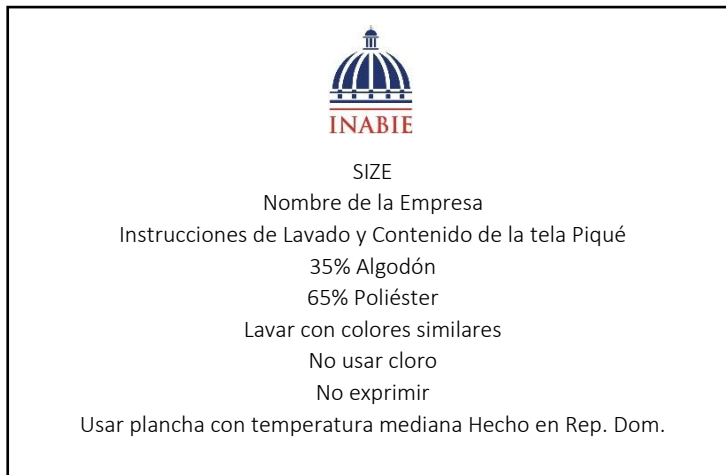 INABIE
SIZE
Nombre de la Empresa
Instrucciones de Lavado y Contenido de la tela Piqué
35% Algodón
65% Poliéster
Lavar con colores similares
No usar cloro
No exprimir
Usar plancha con temperatura mediana Hecho en Rep. Dom.